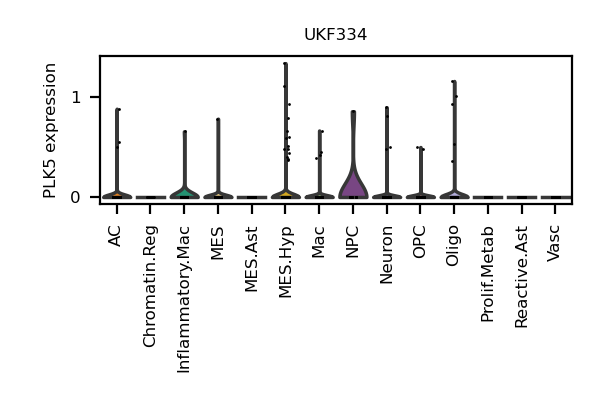 UKF334
PLK5 expression
1
0
AC
Chromatin.Reg
Inflammatory.Mac
MES
MES.Ast
MES.Hyp
Mac
NPC
Neuron
OPC
Oligo
Prolif.Metab
Reactive.Ast
Vasc